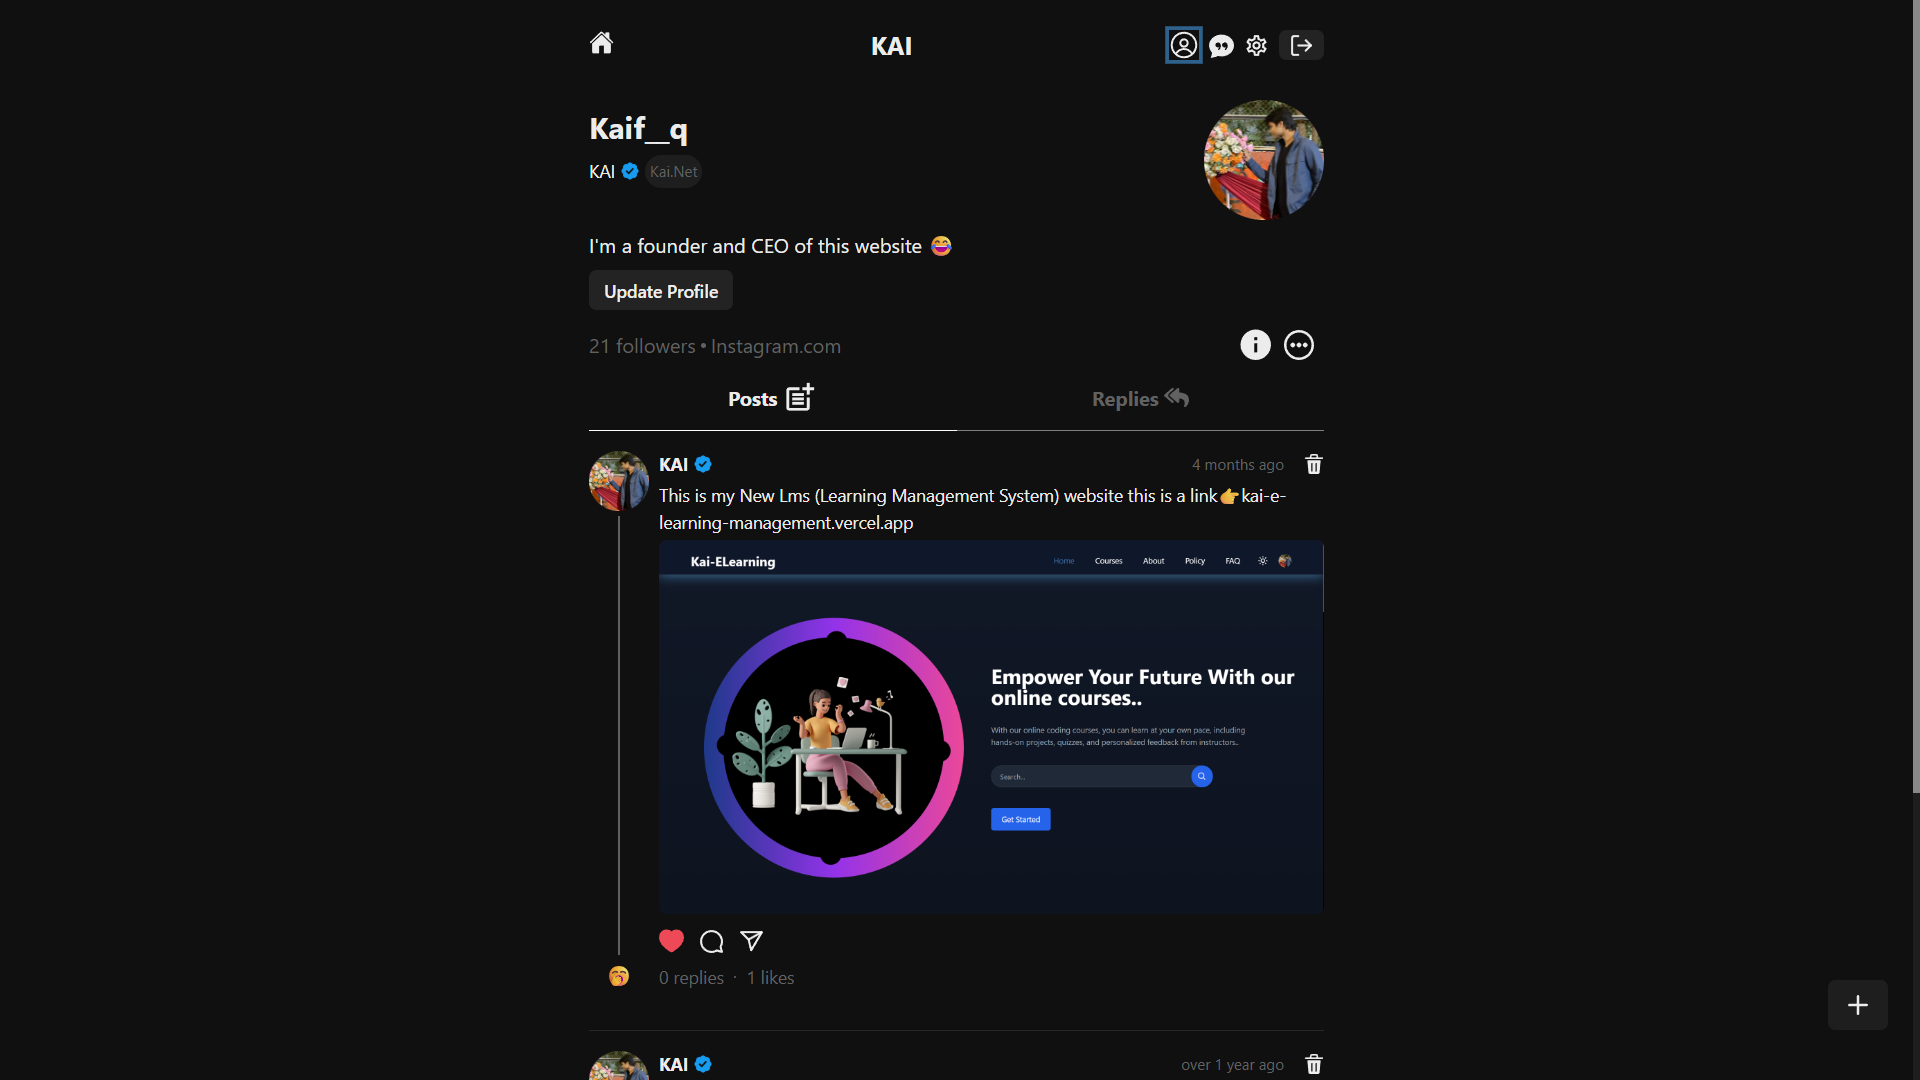 KAI
Kaif__q
KAI Kai.Net
I'm a founder and CEO of this website 😂
Update Profile
21 followers • Instagram.com
Posts Replies
KAI 4 months ago
This is my New Lms (Learning Management System) website this is a link👉kai-e-
learning-management.vercel.app
Kai-ELearning Home Courses About Policy FAQ
Empower Your Future With our
online courses..
With our online coding courses, you can learn at your own pace, including
hands-on projects, quizzes, and personalized feedback from instructors..
Search...
Get Started
0 replies · 1 likes
KAI over 1 year ago